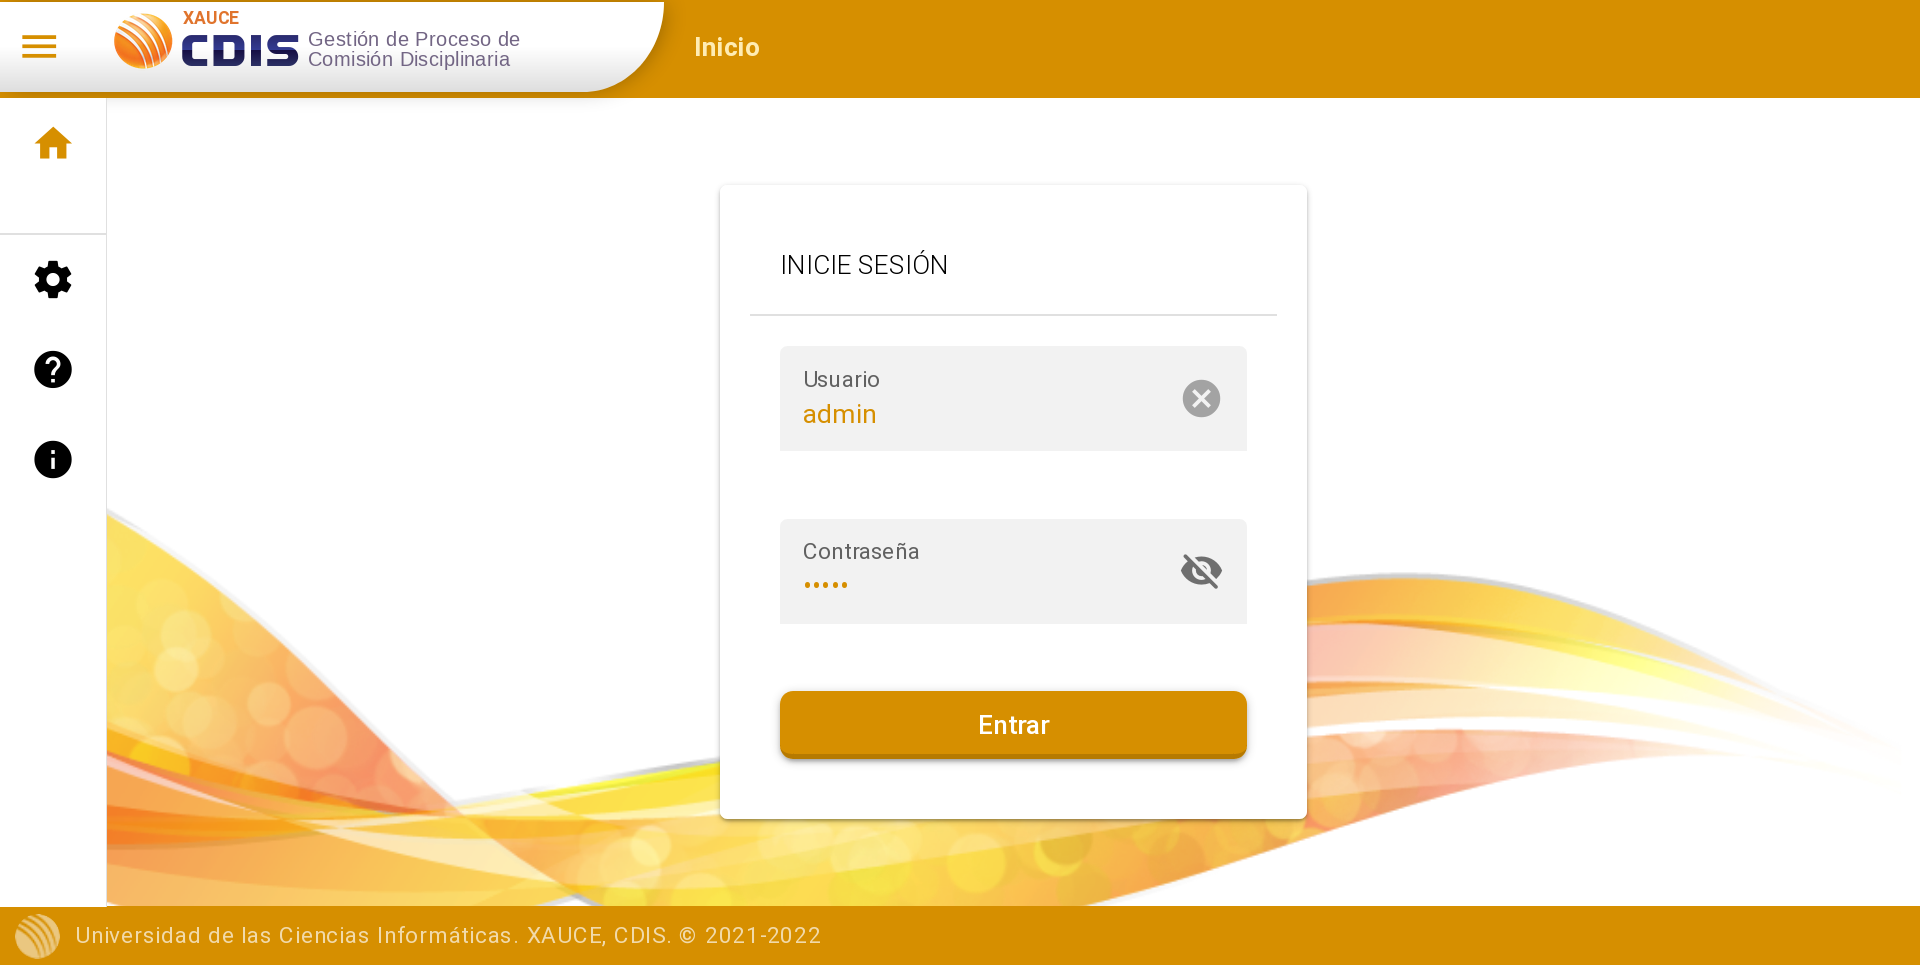 XAUCE
CDIS
Gestión de Proceso de
Comisión Disciplinaria
Inicio
INICIE SESIÓN
Usuario
admin
Contraseña
•••••
Entrar
Universidad de las Ciencias Informáticas. XAUCE, CDIS. © 2021-2022